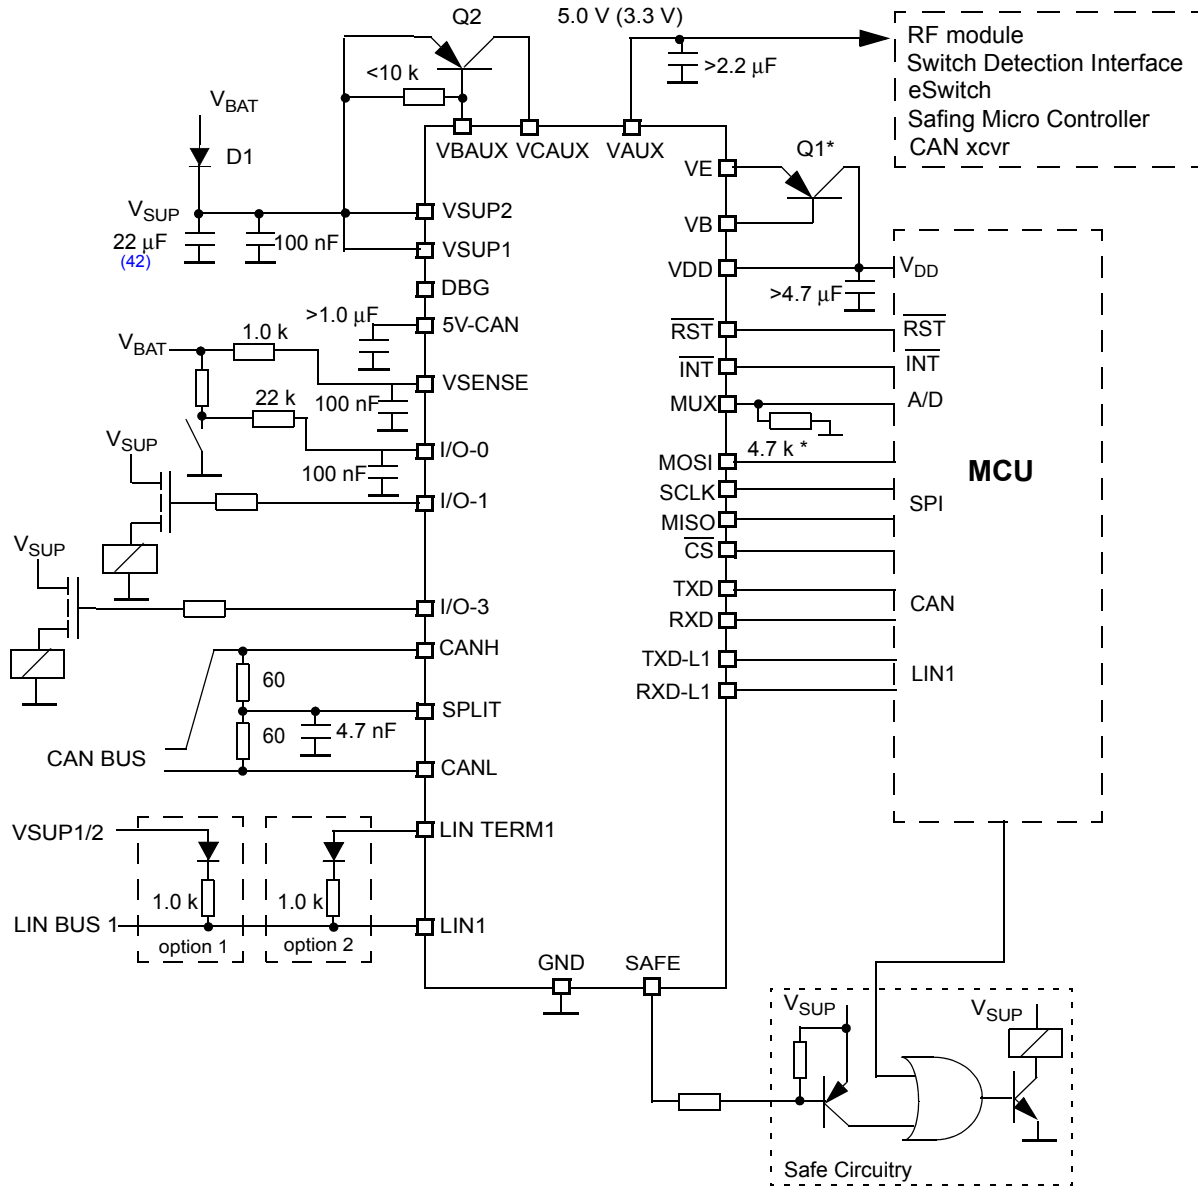 Q2
5.0 V (3.3 V)
RF module
Switch Detection Interface
eSwitch
Safing Micro Controller
CAN xcvr
>2.2 μF
<10 k
VBAT
D1
VBAUX
VCAUX
VAUX
VE
Q1*
VB
VSUP
22 μF
(42)
100 nF
VSUP2
VSUP1
VDD
VDD
>4.7 μF
DBG
>1.0 μF
5V-CAN
RST
RST
VBAT
1.0 k
INT
INT
VSENSE
100 nF
MUX
A/D
22 k
4.7 k *
VSUP
I/O-0
100 nF
MOSI
MCU
SCLK
SPI
I/O-1
MISO
VSUP
CS
TXD
CAN
I/O-3
RXD
CANH
TXD-L1
LIN1
RXD-L1
60
SPLIT
60
4.7 nF
CAN BUS
CANL
VSUP1/2
LIN TERM1
1.0 k
1.0 k
LIN BUS 1
LIN1
option 1
option 2
GND
SAFE
VSUP
VSUP
Safe Circuitry